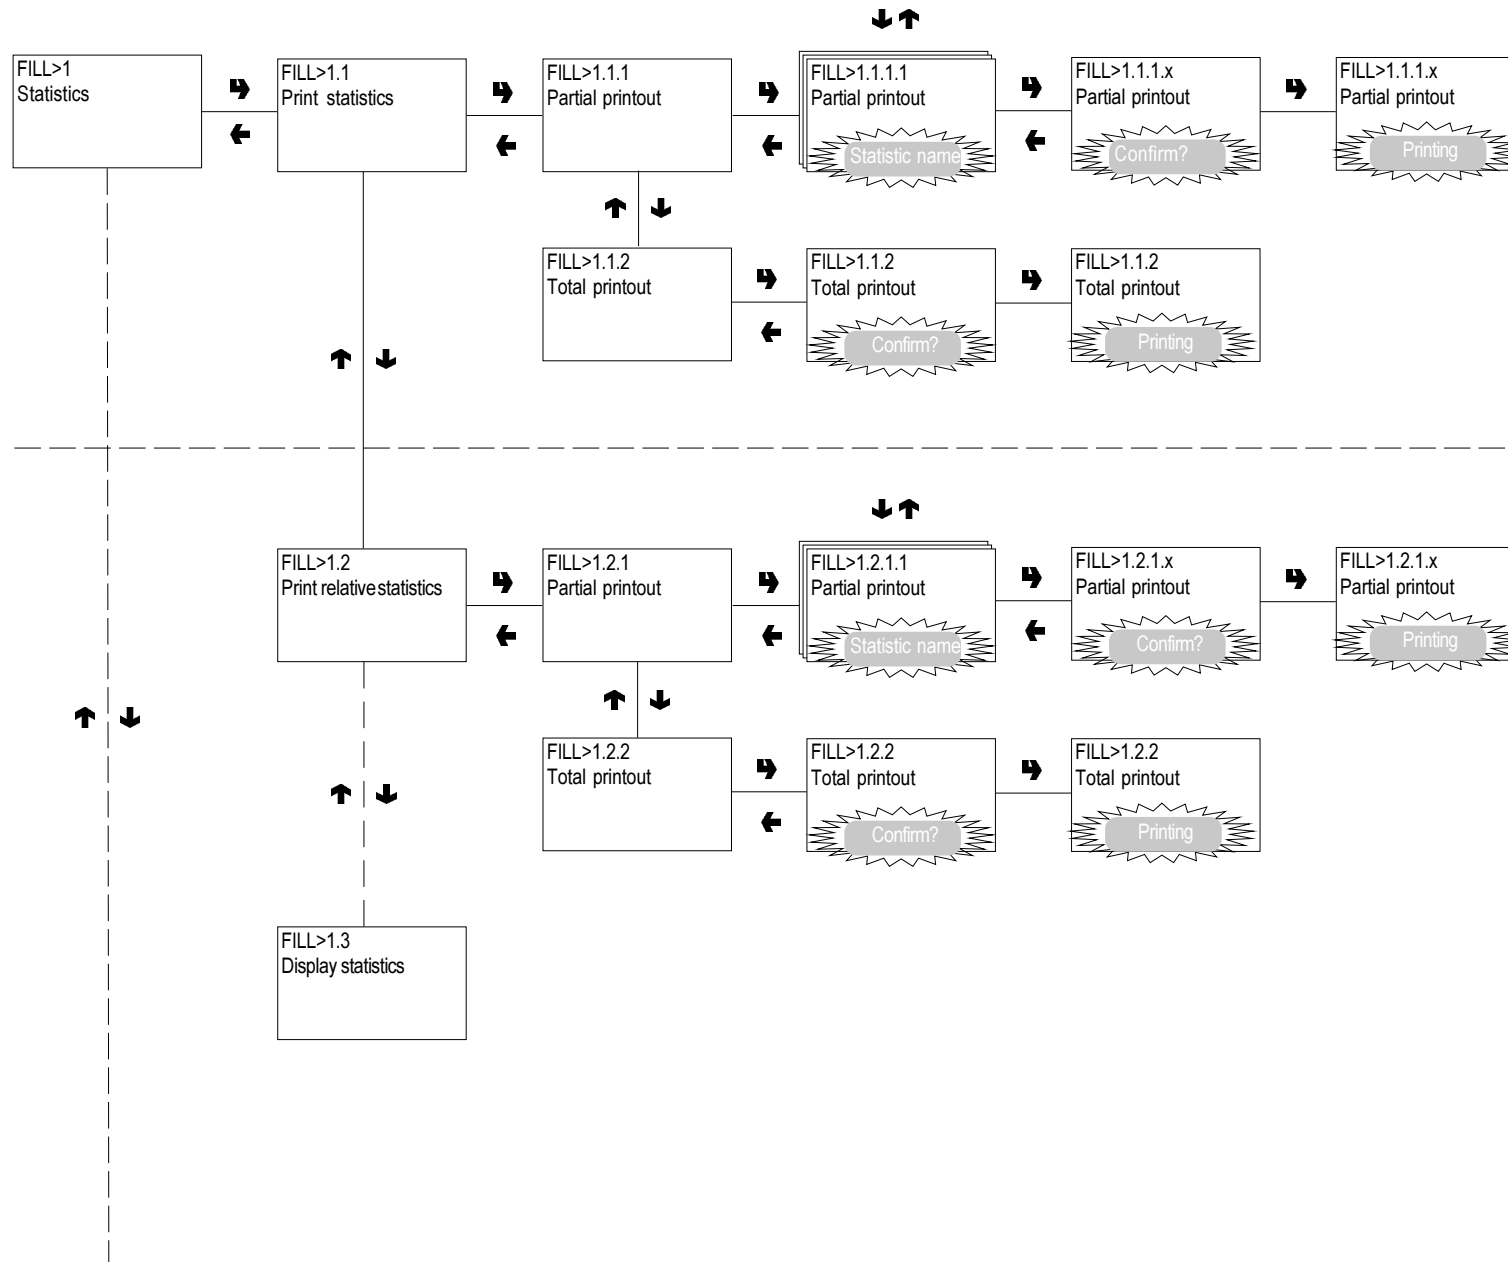 FILL>1
Statistics
FILL>1.1
Print statistics
FILL>1.1.1
Partial printout
FILL>1.1.1.1
Partial printout
Statistic name
FILL>1.1.1.x
Partial printout
Confirm?
FILL>1.1.1.x
Partial printout
Printing
FILL>1.1.2
Total printout
FILL>1.1.2
Total printout
Confirm?
FILL>1.1.2
Total printout
Printing
FILL>1.2
Print relative statistics
FILL>1.2.1
Partial printout
FILL>1.2.1.1
Partial printout
Statistic name
FILL>1.2.1.x
Partial printout
Confirm?
FILL>1.2.1.x
Partial printout
Printing
FILL>1.2.2
Total printout
FILL>1.2.2
Total printout
Confirm?
FILL>1.2.2
Total printout
Printing
FILL>1.3
Display statistics